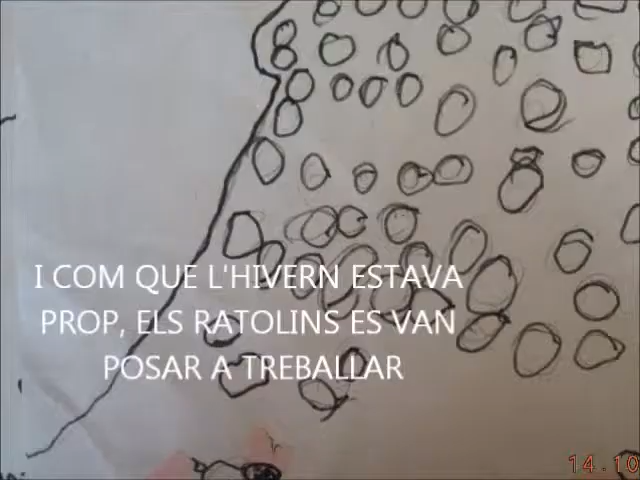 I COM QUE L'HIVERN ESTAVA
PROP, ELS RATOLINS ES VAN
POSAR A TREBALLAR
14.10